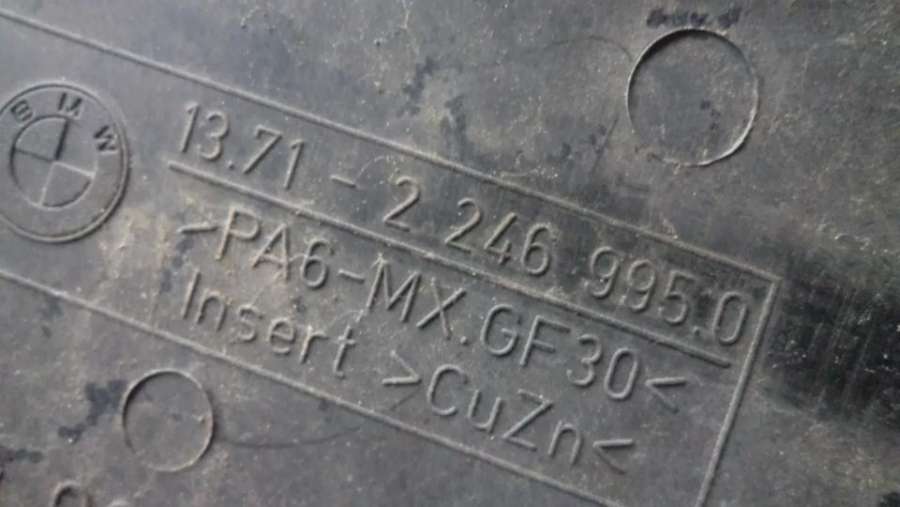 BMW
13.71 - 2 246 995.0
>PA6-MX.GF30<
Insert >CuZn<